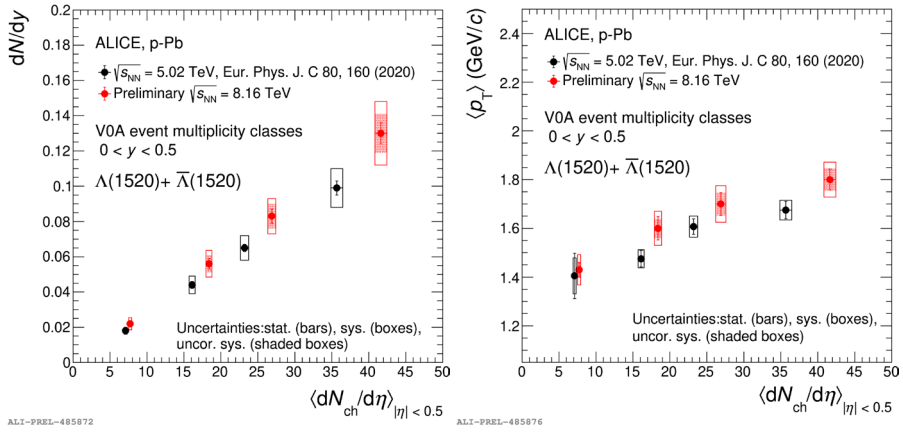 dN/dy
0.2
0.18
0.16
0.14
0.12
0.1
0.08
0.06
0.04
0.02
0
ALICE, p-Pb
√sNN = 5.02 TeV, Eur. Phys. J. C 80, 160 (2020)
Preliminary √sNN = 8.16 TeV
V0A event multiplicity classes
0 < y < 0.5
Λ(1520)+ Λ̅(1520)
Uncertainties:stat. (bars), sys. (boxes),
uncor. sys. (shaded boxes)
0 5 10 15 20 25 30 35 40 45 50
⟨dNch/dη⟩|η| < 0.5
ALI-PREL-485872
⟨pT⟩ (GeV/c)
2.4
2.2
2
1.8
1.6
1.4
1.2
ALICE, p-Pb
√sNN = 5.02 TeV, Eur. Phys. J. C 80, 160 (2020)
Preliminary √sNN = 8.16 TeV
V0A event multiplicity classes
0 < y < 0.5
Λ(1520)+ Λ̅(1520)
Uncertainties:stat. (bars), sys. (boxes),
uncor. sys. (shaded boxes)
0 5 10 15 20 25 30 35 40 45 50
⟨dNch/dη⟩|η| < 0.5
ALI-PREL-485876